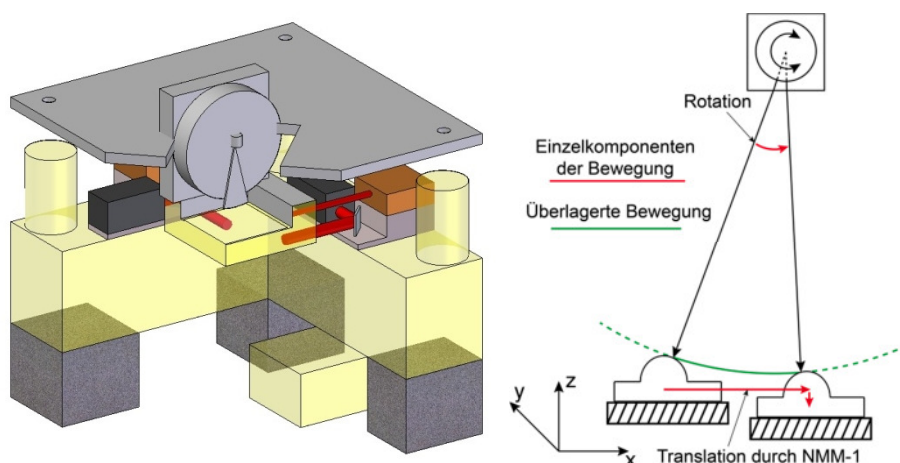 Rotation
Einzelkomponenten
der Bewegung
Überlagerte Bewegung
y
z
x
Translation durch NMM-1